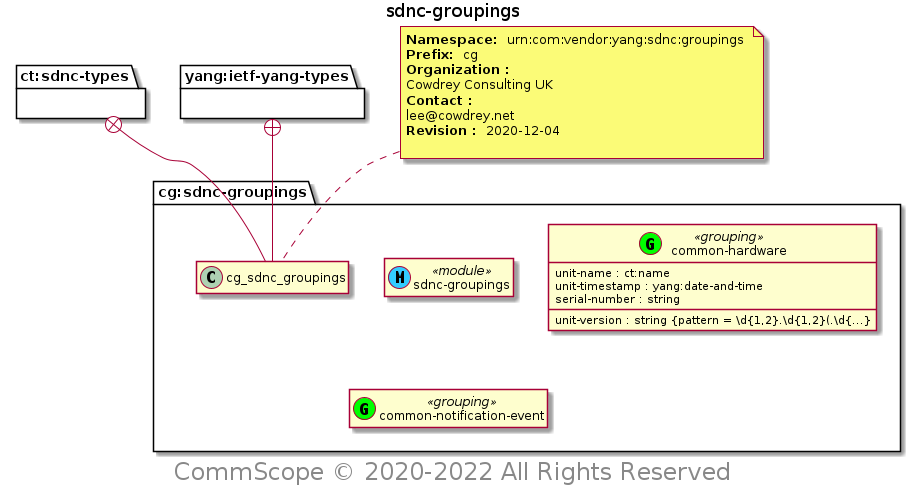 sdnc-groupings
Namespace: urn:com:vendor:yang:sdnc:groupings
Prefix: cg
Organization :
Cowdrey Consulting UK
Contact :
lee@cowdrey.net
Revision : 2020-12-04
ct:sdnc-types
yang:ietf-yang-types
cg:sdnc-groupings
C cg_sdnc_groupings
M «module»
sdnc-groupings
G «grouping»
common-hardware
unit-name : ct:name
unit-timestamp : yang:date-and-time
serial-number : string
unit-version : string {pattern = \d{1,2}.\d{1,2}(.\d{...}
G «grouping»
common-notification-event
CommScope © 2020-2022 All Rights Reserved